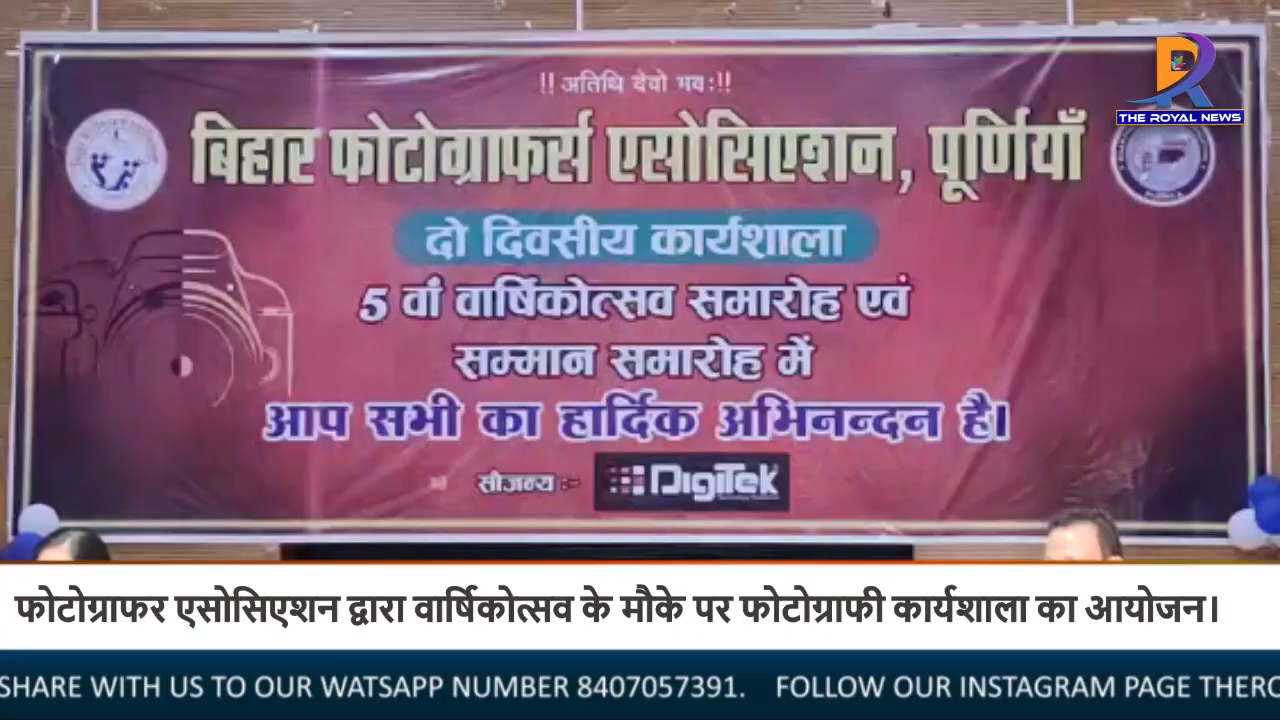 !! अतिथि देवो भवः!!
THE ROYAL NEWS
बिहार फोटोग्राफर्स एसोसिएशन, पूर्णियाँ
दो दिवसीय कार्यशाला
5 वाँ वार्षिकोत्सव समारोह एवं
सम्मान समारोह में
आप सभी का हार्दिक अभिनन्दन है।
सौजन्य :- DigiTek
फोटोग्राफर एसोसिएशन द्वारा वार्षिकोत्सव के मौके पर फोटोग्राफी कार्यशाला का आयोजन।
SHARE WITH US TO OUR WATSAPP NUMBER 8407057391. FOLLOW OUR INSTAGRAM PAGE THERO